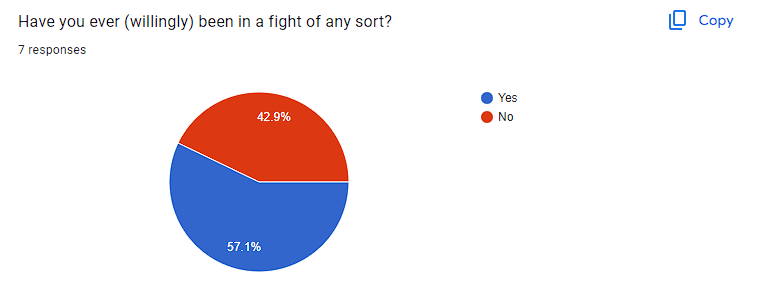 Have you ever (willingly) been in a fight of any sort?
Copy
7 responses
Yes
No
42.9%
57.1%